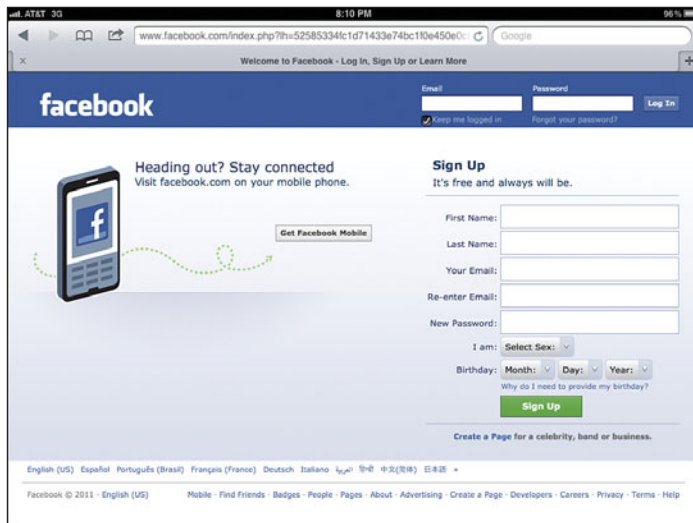 AT&T 3G 8:10 PM 96%
www.facebook.com/index.php?lh=52585334fc1d71433e74bc1f0e450e0c Google
Welcome to Facebook - Log In, Sign Up or Learn More
Email Password
facebook Log In
Keep me logged in Forgot your password?
Heading out? Stay connected
Visit facebook.com on your mobile phone.
Get Facebook Mobile
Sign Up
It's free and always will be.
First Name:
Last Name:
Your Email:
Re-enter Email:
New Password:
I am: Select Sex:
Birthday: Month: Day: Year:
Why do I need to provide my birthday?
Sign Up
Create a Page for a celebrity, band or business.
English (US) Español Português (Brasil) Français (France) Deutsch Italiano العربية हिन्दी 中文(简体) 日本語 »
Facebook © 2011 · English (US) Mobile · Find Friends · Badges · People · Pages · About · Advertising · Create a Page · Developers · Careers · Privacy · Terms · Help